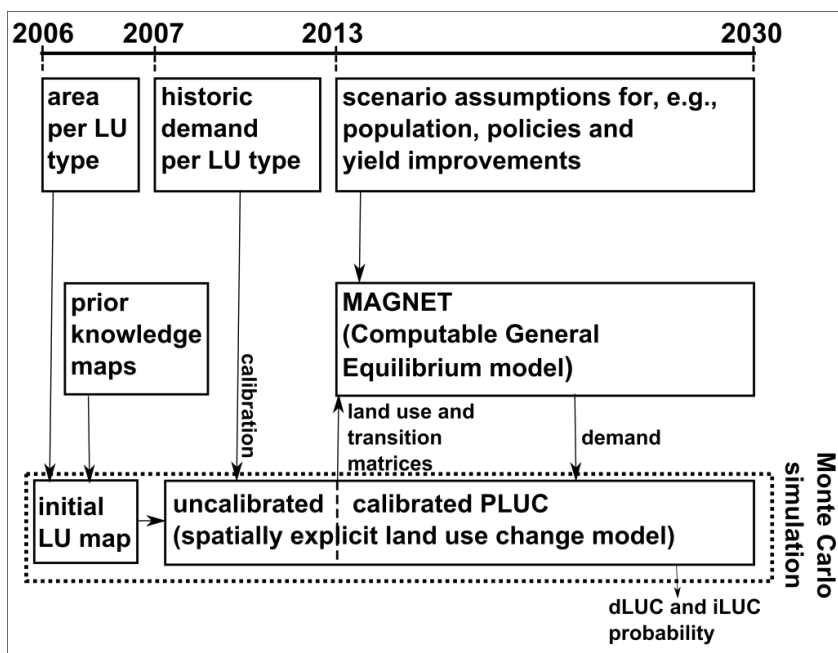 2006 2007 2013 2030
area
per LU
type
historic
demand
per LU type
scenario assumptions for, e.g.,
population, policies and
yield improvements
prior
knowledge
maps
MAGNET
(Computable General
Equilibrium model)
calibration
land use and
transition
matrices
demand
initial
LU map
uncalibrated calibrated PLUC
(spatially explicit land use change model)
Monte Carlo
simulation
dLUC and iLUC
probability